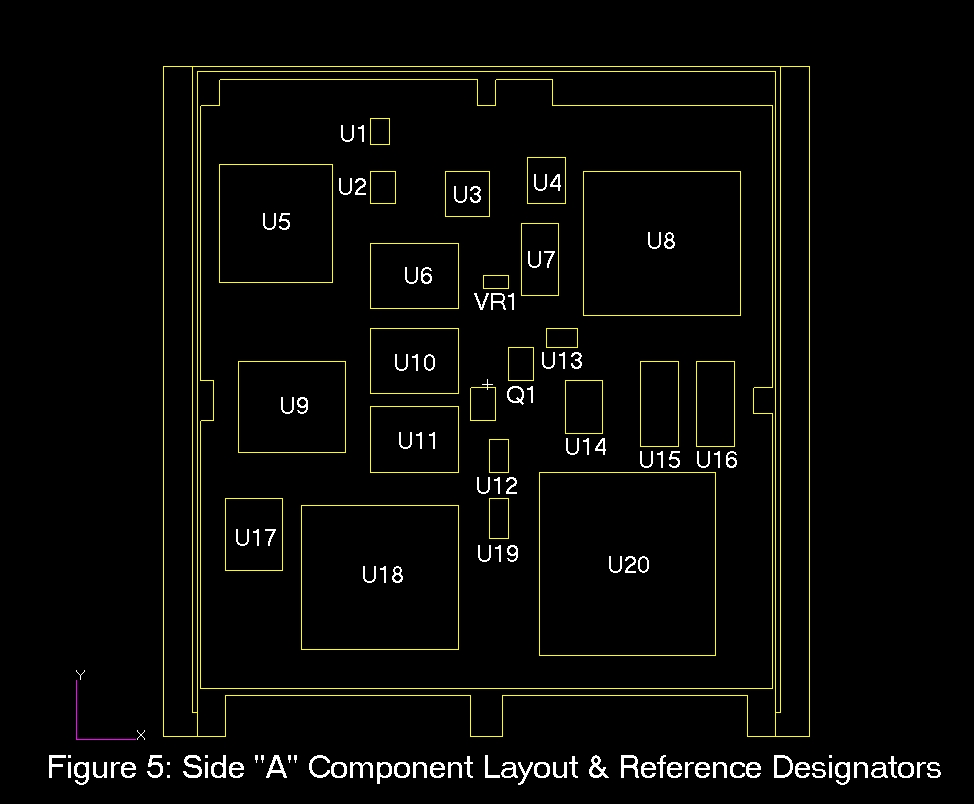 U1
U2
U3
U4
U5
U8
U7
U6
VR1
U10
U13
Q1
U9
U11
U14
U15
U16
U12
U17
U19
U20
U18
Y
X
Figure 5: Side "A" Component Layout & Reference Designators